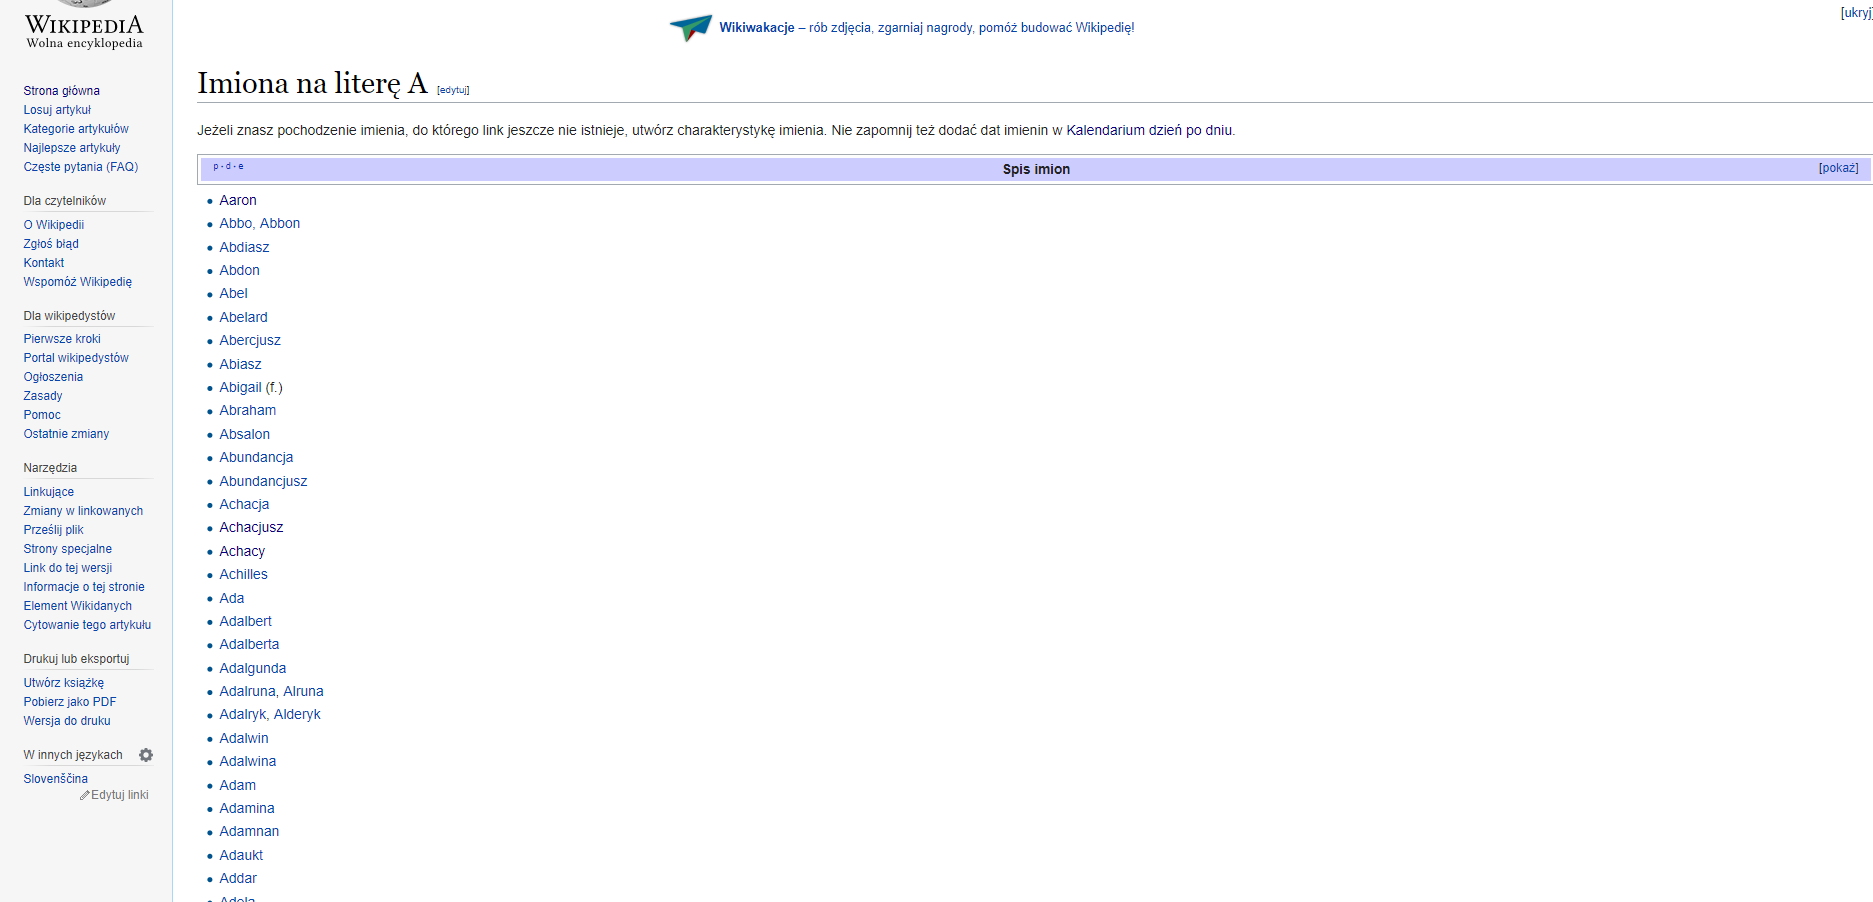 WIKIPEDIA
Wolna encyklopedia
Strona główna
Losuj artykuł
Kategorie artykułów
Najlepsze artykuły
Częste pytania (FAQ)
Dla czytelników
O Wikipedii
Zgłoś błąd
Kontakt
Wspomóż Wikipedię
Dla wikipedystów
Pierwsze kroki
Portal wikipedystów
Ogłoszenia
Zasady
Pomoc
Ostatnie zmiany
Narzędzia
Linkujące
Zmiany w linkowanych
Prześlij plik
Strony specjalne
Link do tej wersji
Informacje o tej stronie
Element Wikidanych
Cytowanie tego artykułu
Drukuj lub eksportuj
Utwórz książkę
Pobierz jako PDF
Wersja do druku
W innych językach
Slovenščina
Edytuj linki
Wikiwakacje – rób zdjęcia, zgarniaj nagrody, pomóż budować Wikipedię!
[ukryj]
Imiona na literę A [edytuj]
Jeżeli znasz pochodzenie imienia, do którego link jeszcze nie istnieje, utwórz charakterystykę imienia. Nie zapomnij też dodać dat imienin w Kalendarium dzień po dniu.
p · d · e Spis imion [pokaż]
Aaron
Abbo, Abbon
Abdiasz
Abdon
Abel
Abelard
Abercjusz
Abiasz
Abigail (f.)
Abraham
Absalon
Abundancja
Abundancjusz
Achacja
Achacjusz
Achacy
Achilles
Ada
Adalbert
Adalberta
Adalgunda
Adalruna, Alruna
Adalryk, Alderyk
Adalwin
Adalwina
Adam
Adamina
Adamnan
Adaukt
Addar
Adela